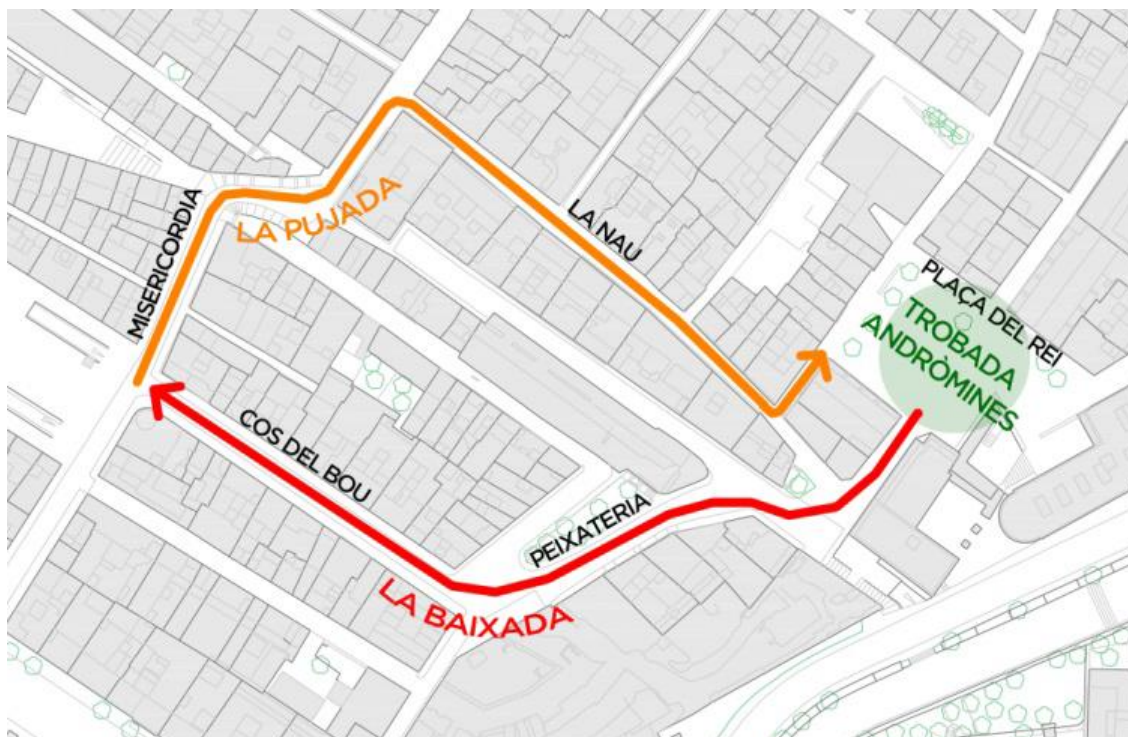 MISERICORDIA
LA PUJADA
LA NAU
PLAÇA DEL REI
TROBADA
ANDRÒMINES
COS DEL BOU
PEIXATERIA
LA BAIXADA